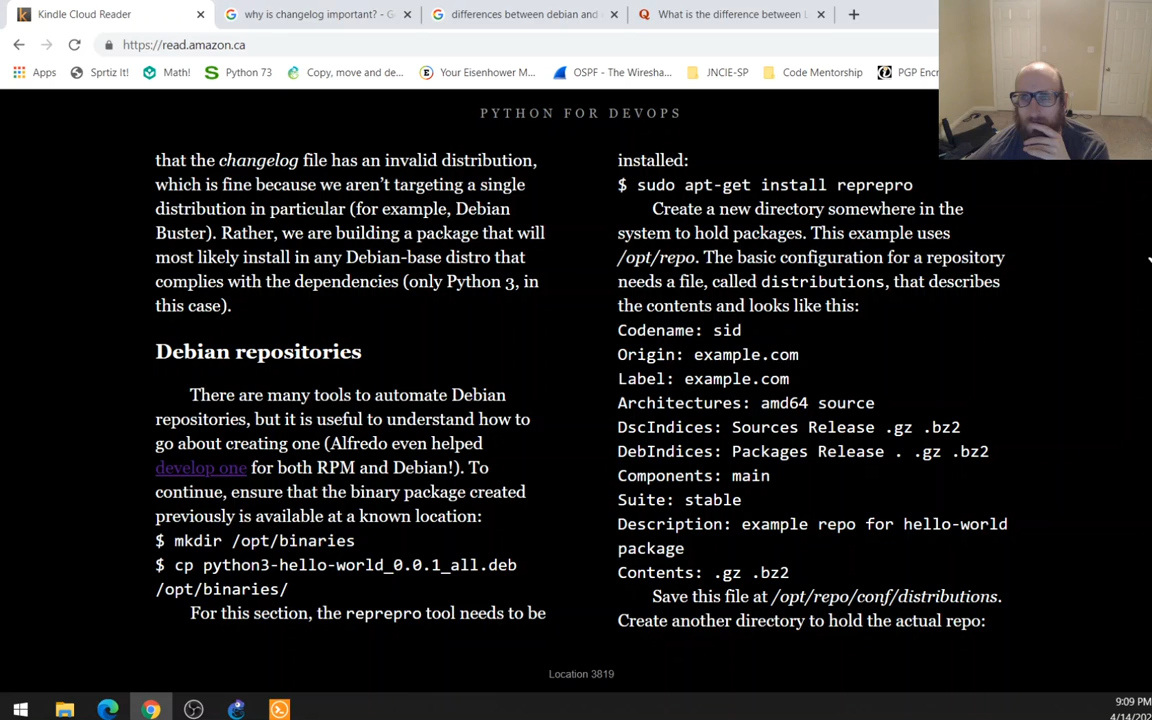 Kindle Cloud Reader
why is changelog important? - G
differences between debian and
What is the difference between
https://read.amazon.ca
Apps
Sprtiz It!
Math!
Python 73
Copy, move and de...
Your Eisenhower M...
OSPF - The Wiresha...
JNCIE-SP
Code Mentorship
PGP Encr
PYTHON FOR DEVOPS
that the changelog file has an invalid distribution,
which is fine because we aren't targeting a single
distribution in particular (for example, Debian
Buster). Rather, we are building a package that will
most likely install in any Debian-base distro that
complies with the dependencies (only Python 3, in
this case).
Debian repositories
There are many tools to automate Debian
repositories, but it is useful to understand how to
go about creating one (Alfredo even helped
develop one for both RPM and Debian!). To
continue, ensure that the binary package created
previously is available at a known location:
$ mkdir /opt/binaries
$ cp python3-hello-world_0.0.1_all.deb
/opt/binaries/
For this section, the reprepro tool needs to be
installed:
$ sudo apt-get install reprepro
Create a new directory somewhere in the
system to hold packages. This example uses
/opt/repo. The basic configuration for a repository
needs a file, called distributions, that describes
the contents and looks like this:
Codename: sid
Origin: example.com
Label: example.com
Architectures: amd64 source
DscIndices: Sources Release .gz .bz2
DebIndices: Packages Release . .gz .bz2
Components: main
Suite: stable
Description: example repo for hello-world
package
Contents: .gz .bz2
Save this file at /opt/repo/conf/distributions.
Create another directory to hold the actual repo:
Location 3819
9:09 PM
4/14/202